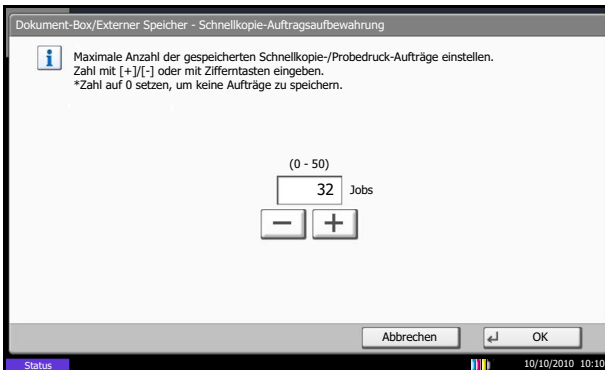 Dokument-Box/Externer Speicher - Schnellkopie-Auftragsaufbewahrung
Maximale Anzahl der gespeicherten Schnellkopie-/Probedruck-Aufträge einstellen.
Zahl mit [+]/[-] oder mit Zifferntasten eingeben.
*Zahl auf 0 setzen, um keine Aufträge zu speichern.
(0 - 50)
32 Jobs
Abbrechen OK
Status 10/10/2010 10:10